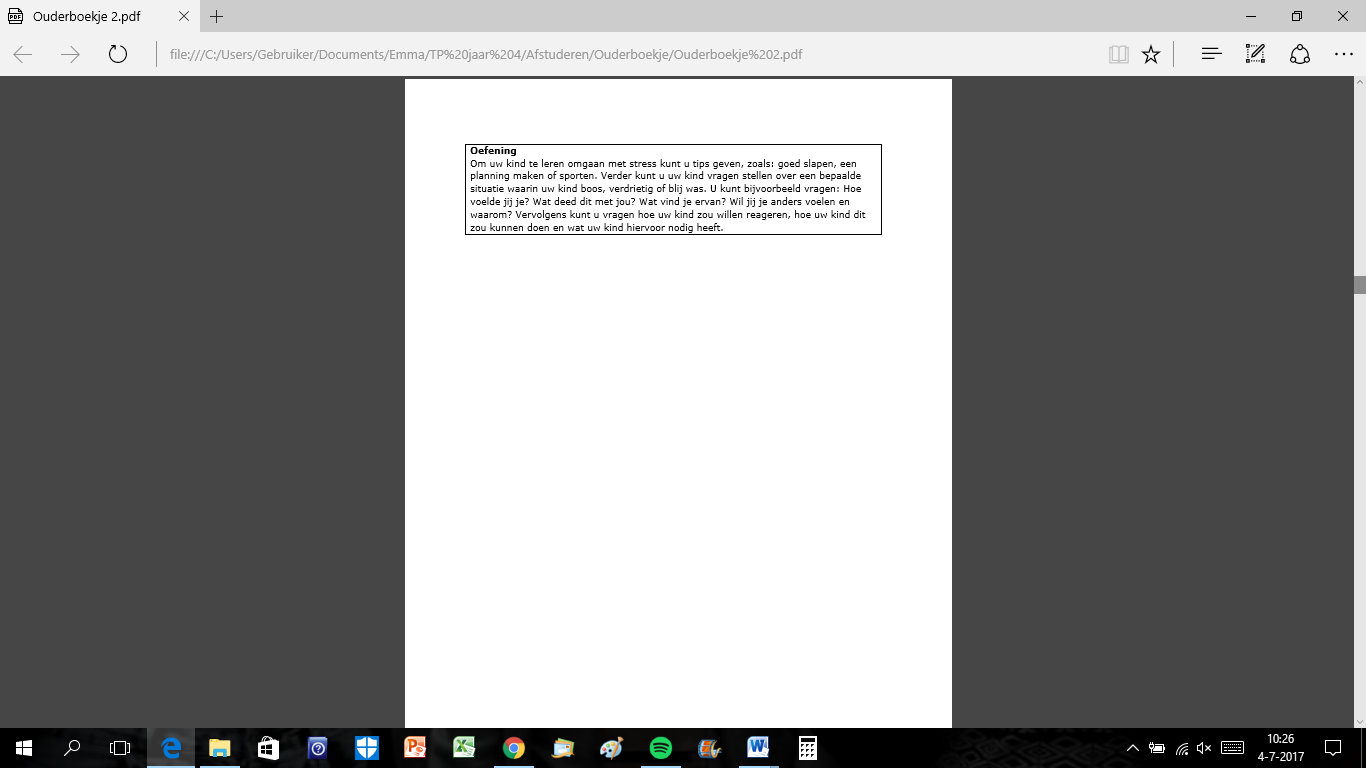 Ouderboekje 2.pdf
file:///C:/Users/Gebruiker/Documents/Emma/TP%20jaar%204/Afstuderen/Ouderboekje/Ouderboekje%202.pdf
Oefening
Om uw kind te leren omgaan met stress kunt u tips geven, zoals: goed slapen, een
planning maken of sporten. Verder kunt u uw kind vragen stellen over een bepaalde
situatie waarin uw kind boos, verdrietig of blij was. U kunt bijvoorbeeld vragen: Hoe
voelde jij je? Wat deed dit met jou? Wat vind je ervan? Wil jij je anders voelen en
waarom? Vervolgens kunt u vragen hoe uw kind zou willen reageren, hoe uw kind dit
zou kunnen doen en wat uw kind hiervoor nodig heeft.
10:26
4-7-2017